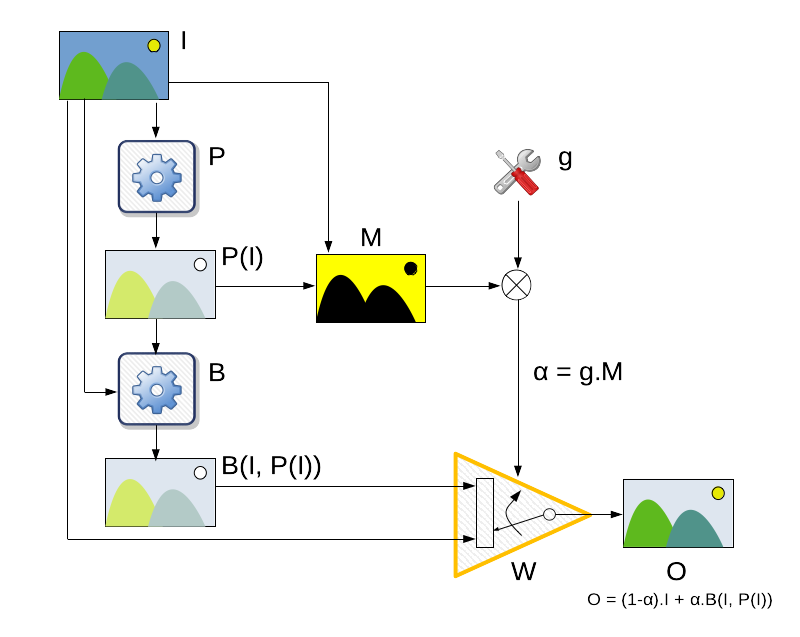 I
P
g
M
P(I)
B
α = g.M
B(I, P(I))
W
O
O = (1-α).I + α.B(I, P(I))